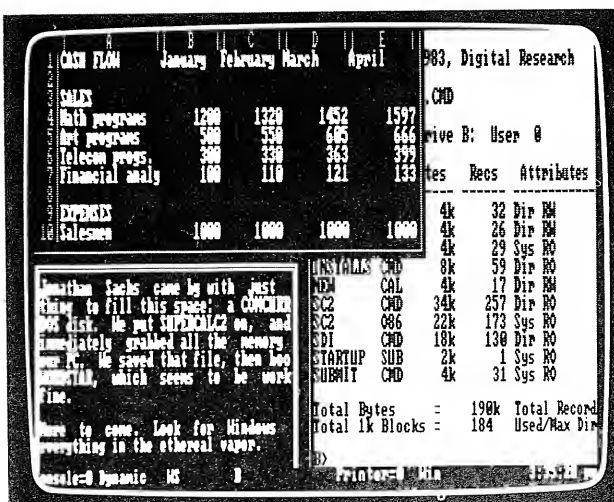 A B C D E
1 CASH FLOW January February March April
SALES
Math programs 1200 1320 1452 1597
Art programs 500 550 605 666
Telecom progs. 300 330 363 399
Financial analy 100 110 121 133
EXPENSES
Salesmen 1000 1000 1000 1000
983, Digital Research
.CMD
rive B: User 0
tes Recs Attributes
4k 32 Dir RW
4k 26 Dir RW
4k 29 Sys RO
CMD 8k 59 Dir RO
NEW CAL 4k 17 Dir RW
SC2 CMD 34k 257 Dir RO
SC2 086 22k 173 Sys RO
SDI CMD 18k 130 Dir RO
STARTUP SUB 2k 1 Sys RO
SUBMIT CMD 4k 31 Sys RO
Total Bytes = 190k Total Record
Total 1k Blocks = 184 Used/Max Dir
B>
Jonathan Sachs came by with just
thing to fill this space: a
DOS disk. We put SUPERCALC2 on, and
immediately grabbed all the memory
PC. We saved that file, then boo
which seems to be work
fine.
More to come. Look for Windows
everything in the ethereal vapor.
Console=0 Dynamic WS B Printer=0